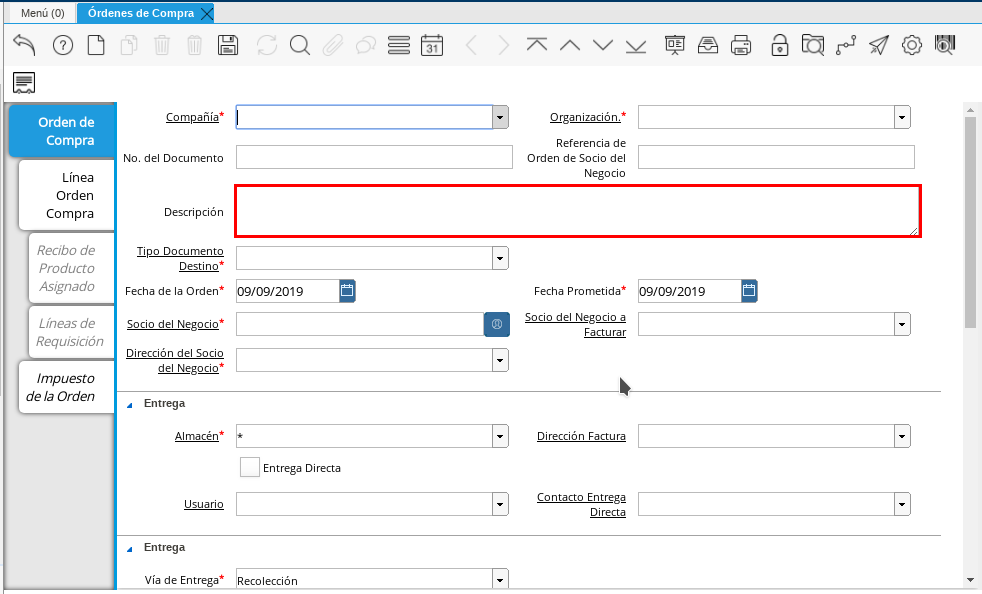 Menú (0)
Órdenes de Compra
31
Orden de
Compra
Línea
Orden
Compra
Recibo de
Producto
Asignado
Líneas de
Requisición
Impuesto
de la Orden
Compañía*
Organización.*
No. del Documento
Referencia de
Orden de Socio del
Negocio
Descripción
Tipo Documento
Destino*
Fecha de la Orden*
09/09/2019
Fecha Prometida*
09/09/2019
Socio del Negocio*
Socio del Negocio a
Facturar
Dirección del Socio
del Negocio*
Entrega
Almacén*
*
Dirección Factura
Entrega Directa
Usuario
Contacto Entrega
Directa
Entrega
Vía de Entrega*
Recolección